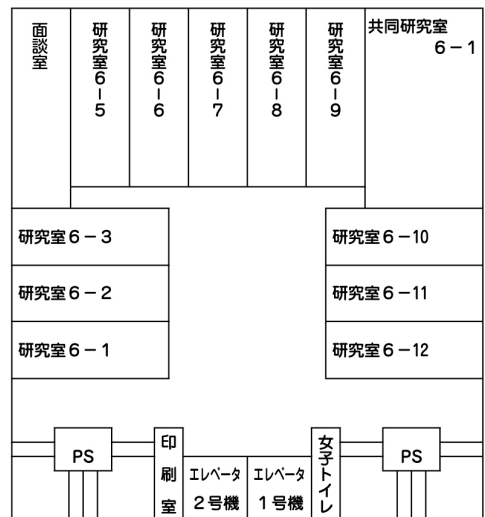 面談室
研究室6－5
研究室6－6
研究室6－7
研究室6－8
研究室6－9
共同研究室
6－1
研究室6－3
研究室6－10
研究室6－2
研究室6－11
研究室6－1
研究室6－12
PS
印刷室
エレベータ
2号機
エレベータ
1号機
女子トイレ
PS